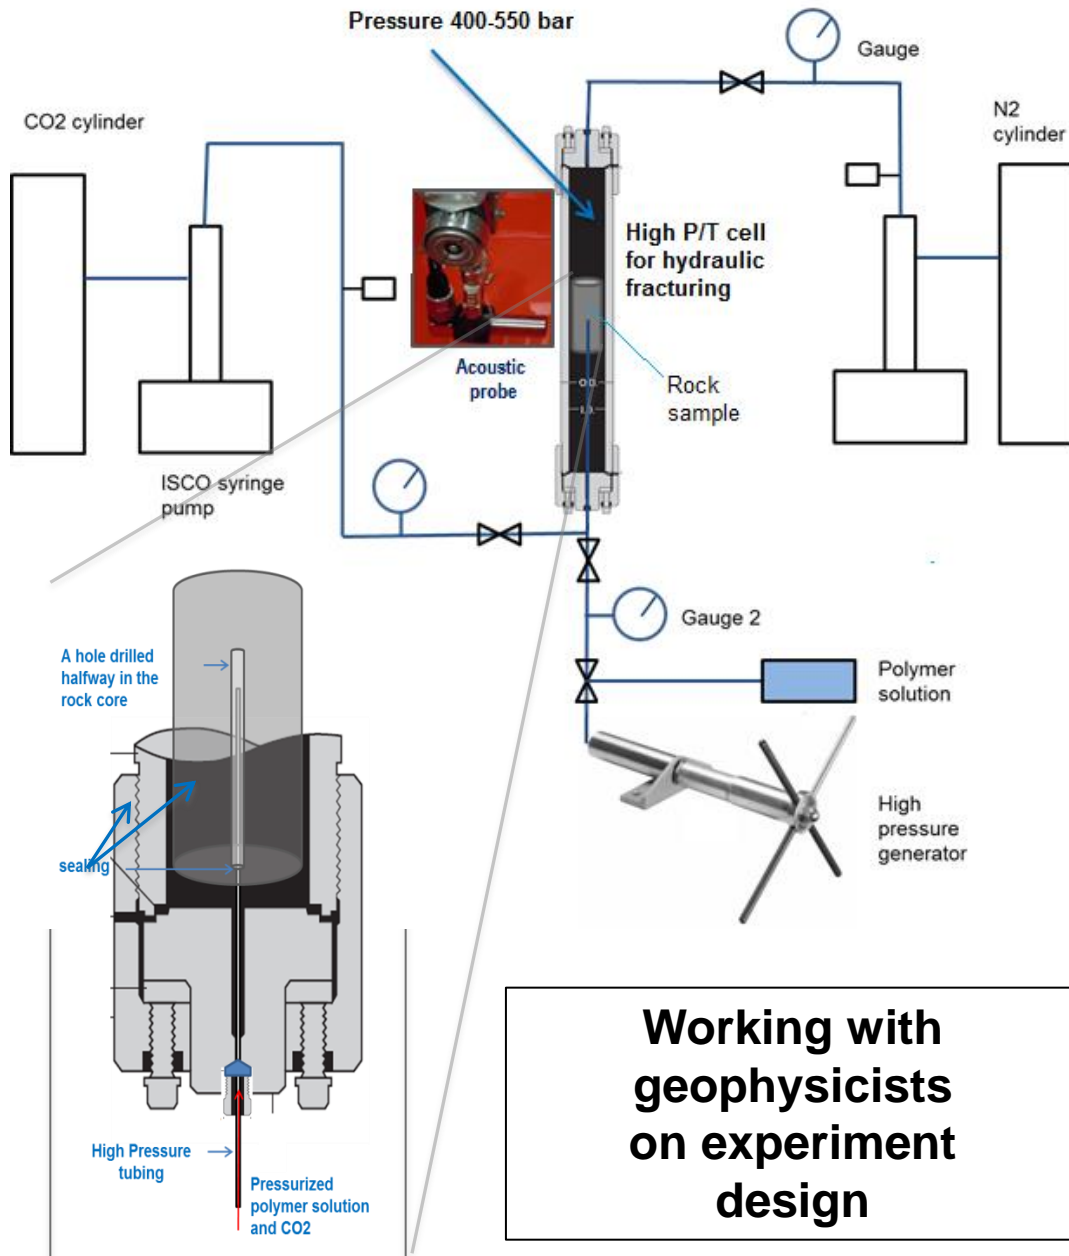 Pressure 400-550 bar
Gauge
CO2 cylinder
N2
cylinder
High P/T cell
for hydraulic
fracturing
Acoustic
probe
Rock
sample
O.D.
I.D.
ISCO syringe
pump
Gauge 2
Polymer
solution
High
pressure
generator
A hole drilled
halfway in the
rock core
sealing
High Pressure
tubing
Pressurized
polymer solution
and CO2
Working with
geophysicists
on experiment
design